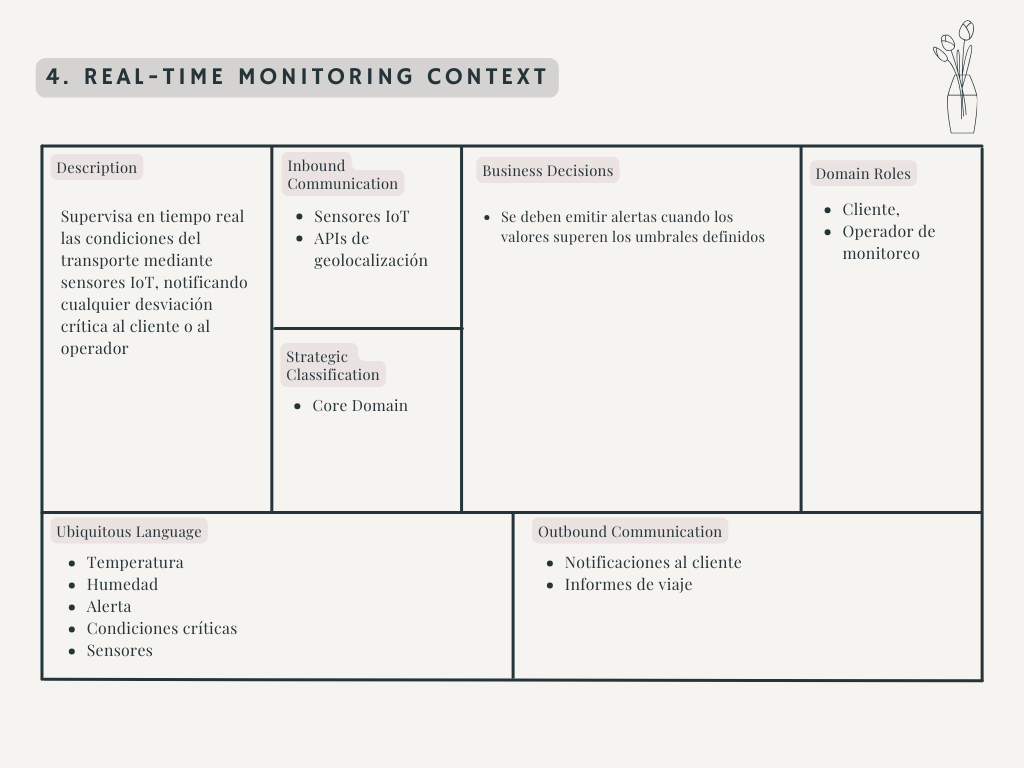 4. REAL-TIME MONITORING CONTEXT
Description
Supervisa en tiempo real
las condiciones del
transporte mediante
sensores IoT, notificando
cualquier desviación
crítica al cliente o al
operador
Inbound
Communication
• Sensores IoT
• APIs de
geolocalización
Strategic
Classification
• Core Domain
Business Decisions
• Se deben emitir alertas cuando los
valores superen los umbrales definidos
Domain Roles
• Cliente,
• Operador de
monitoreo
Ubiquitous Language
• Temperatura
• Humedad
• Alerta
• Condiciones críticas
• Sensores
Outbound Communication
• Notificaciones al cliente
• Informes de viaje